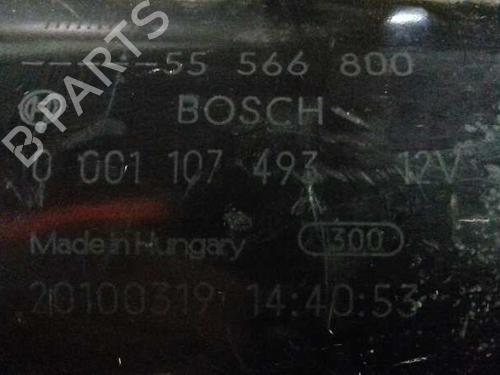 -----55 566 800
BOSCH
0 001 107 493 12V
Made in Hungary 300
20100319 14:40:53
B-PARTS